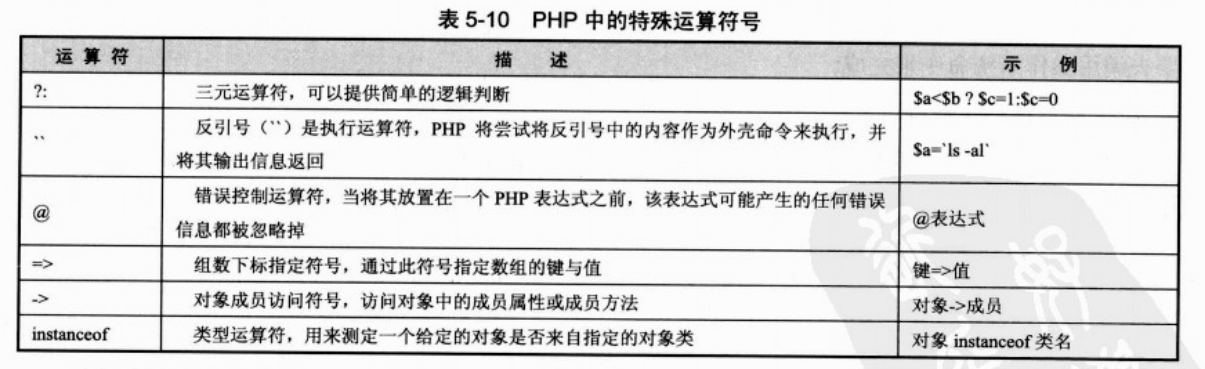 表 5-10 PHP 中的特殊运算符号
运算符 描述 示例
?: 三元运算符，可以提供简单的逻辑判断 $a<$b ? $c=1:$c=0
反引号（``）是执行运算符，PHP 将尝试将反引号中的内容作为外壳命令来执行，并
`` $a=`ls -al`
将其输出信息返回
错误控制运算符，当将其放置在一个 PHP 表达式之前，该表达式可能产生的任何错误
@ @表达式
信息都被忽略掉
=> 组数下标指定符号，通过此符号指定数组的键与值 键=>值
-> 对象成员访问符号，访问对象中的成员属性或成员方法 对象->成员
instanceof 类型运算符，用来测定一个给定的对象是否来自指定的对象类 对象 instanceof 类名